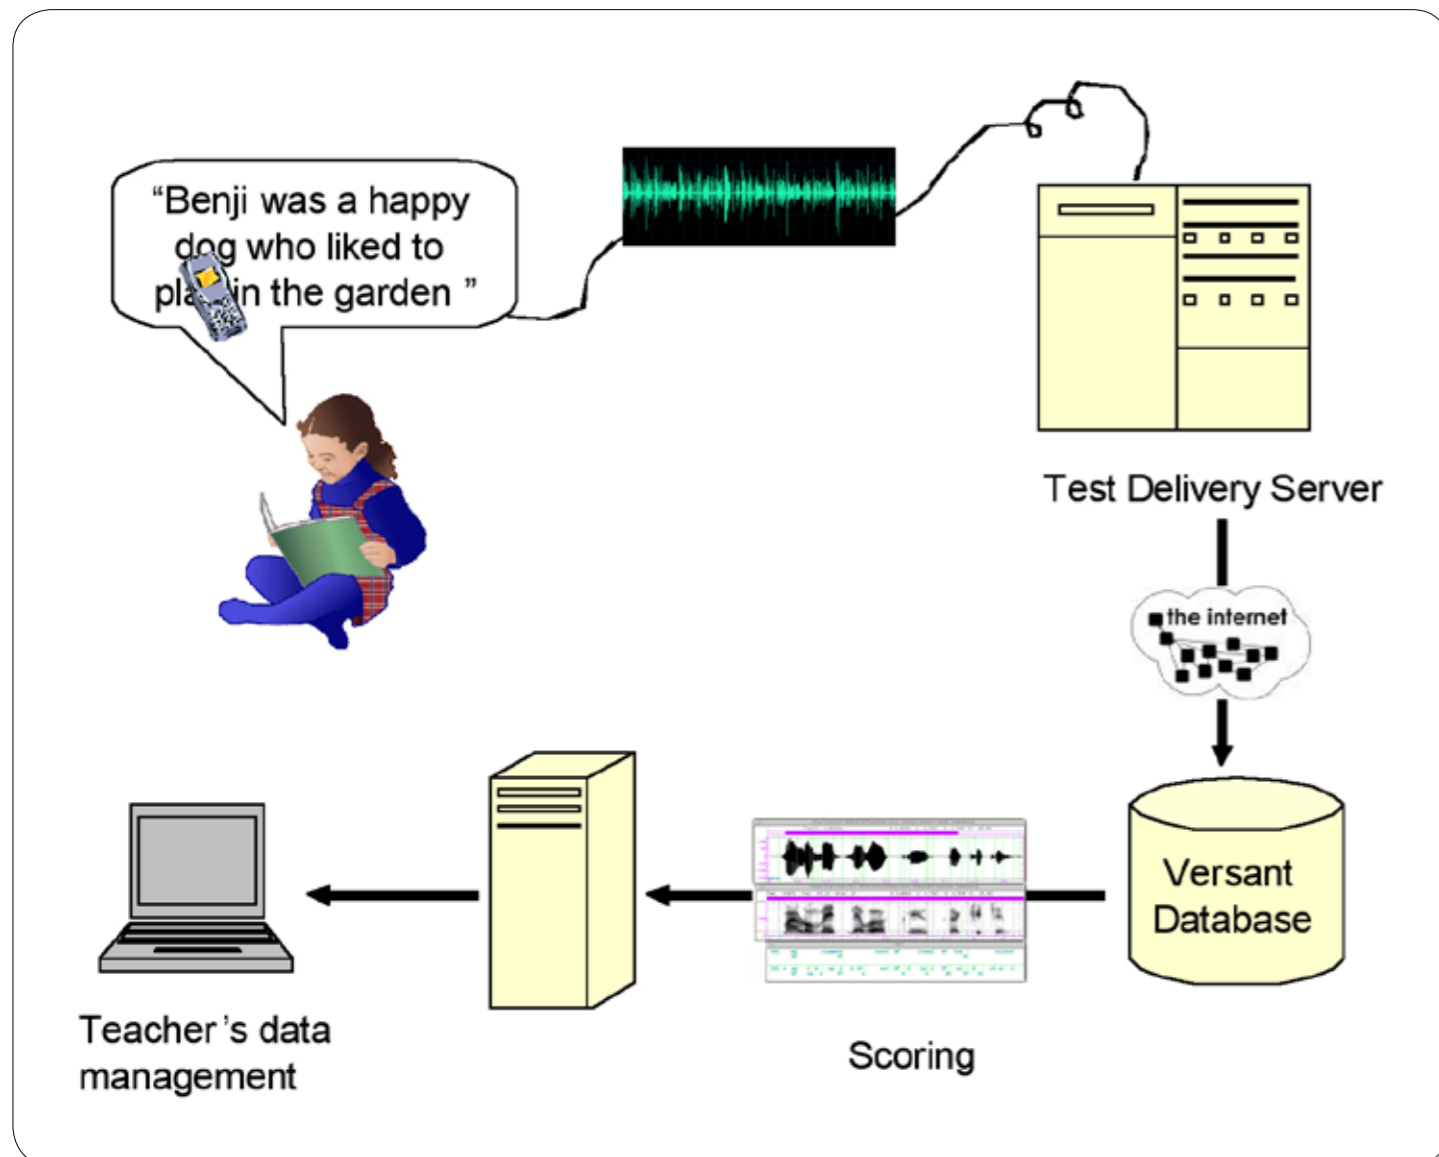 “Benji was a happy
dog who liked to
play in the garden ”
Test Delivery Server
the internet
Versant
Database
Scoring
Teacher’s data
management